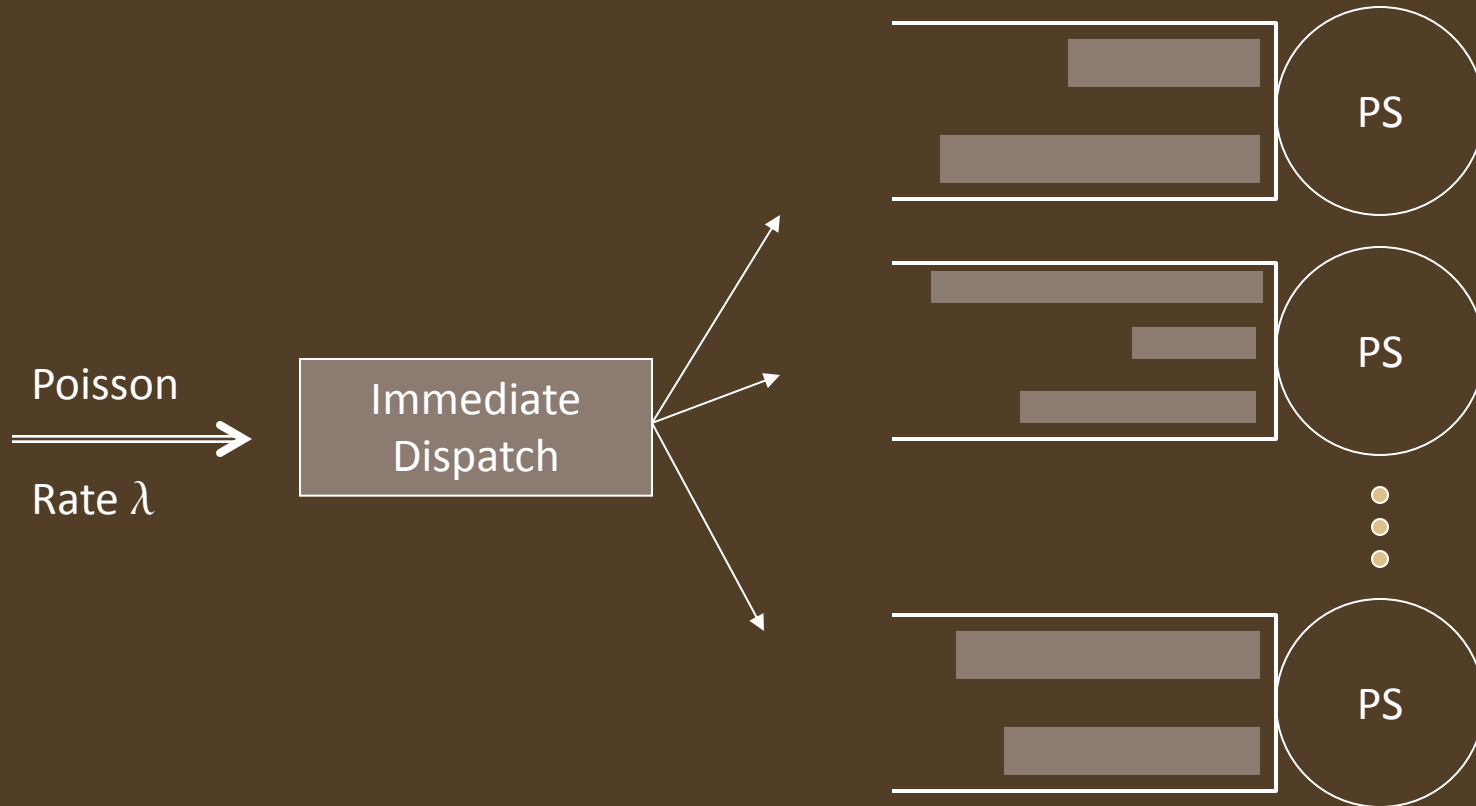 Poisson
Rate λ
Immediate
Dispatch
PS
PS
PS